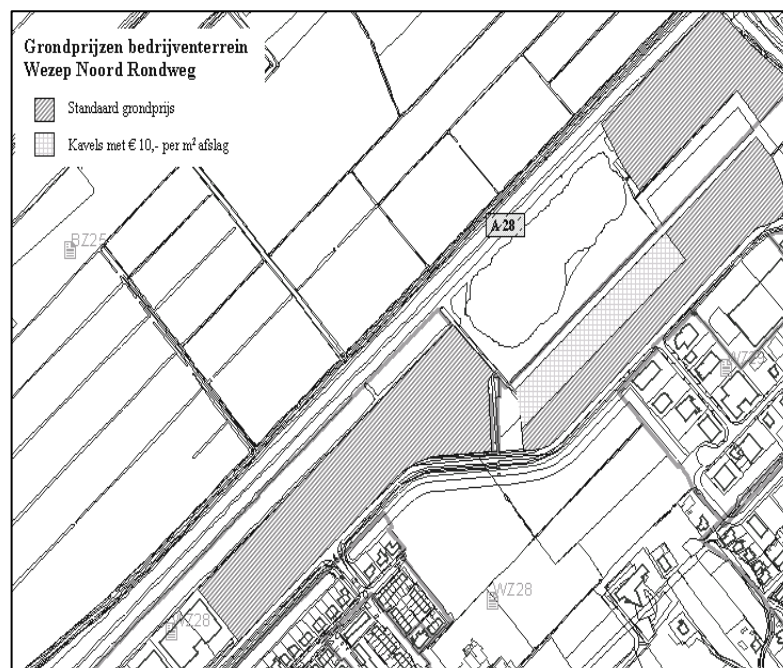 Grondprijzen bedrijventerrein
Wezep Noord Rondweg
Standaard grondprijs
Kavels met € 10,- per m² afslag
A 28
BZ25
WZ28
WZ28